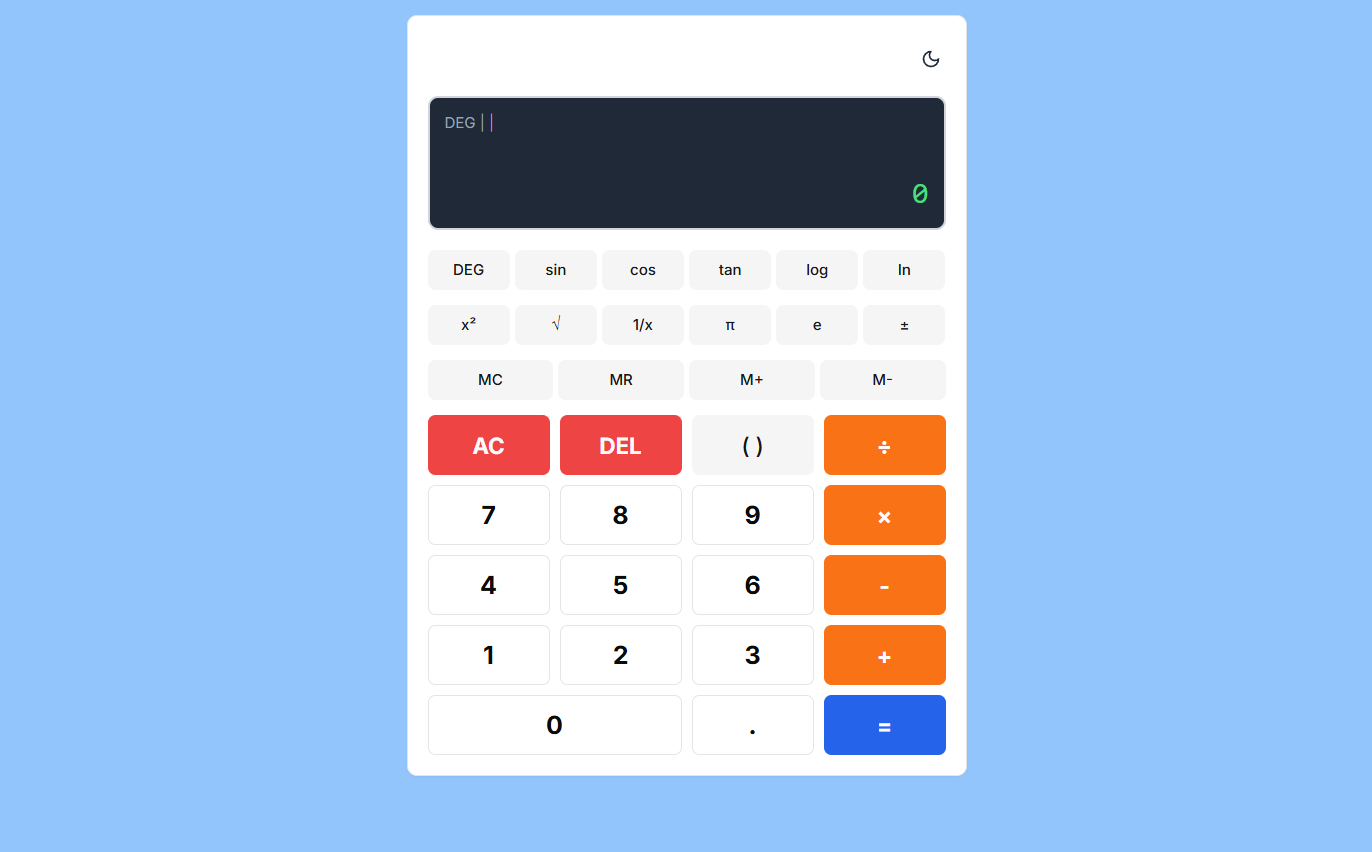 DEG | |
0
DEG sin cos tan log ln
x² √ 1/x π e ±
MC MR M+ M-
AC DEL ( ) ÷
7 8 9 ×
4 5 6 -
1 2 3 +
0 . =